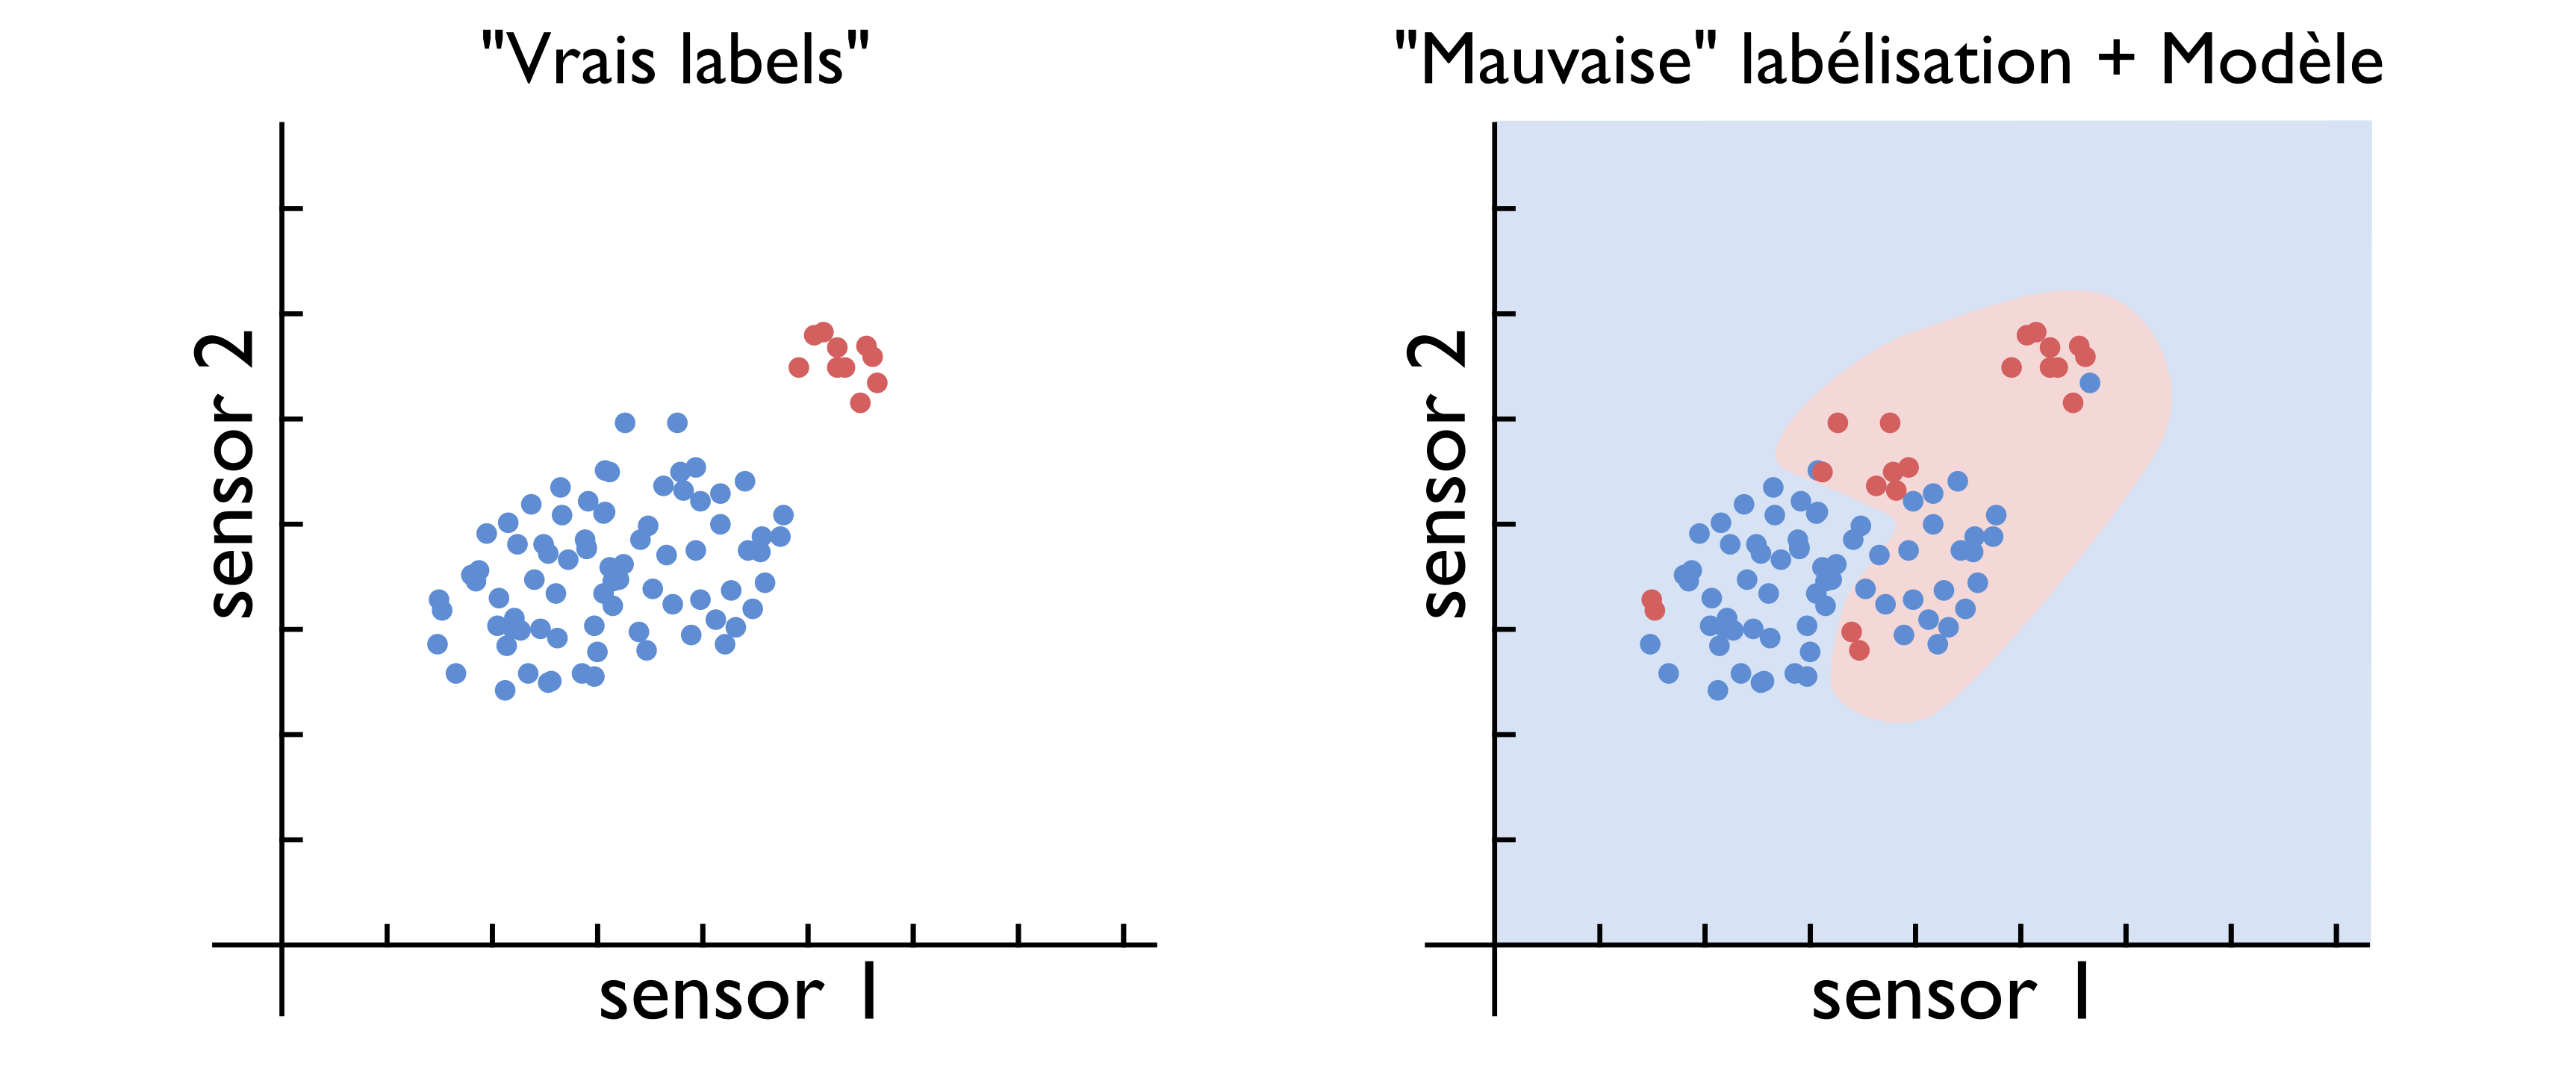 "Vrais labels"
sensor 2
sensor 1
"Mauvaise" labélisation + Modèle
sensor 2
sensor 1